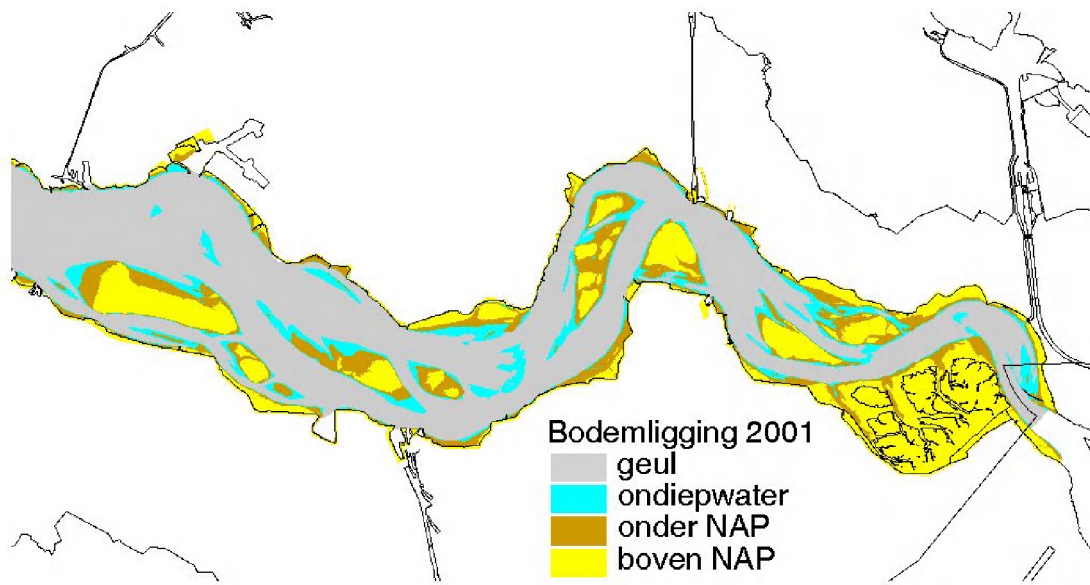 Bodemligging 2001
geul
ondiepwater
onder NAP
boven NAP